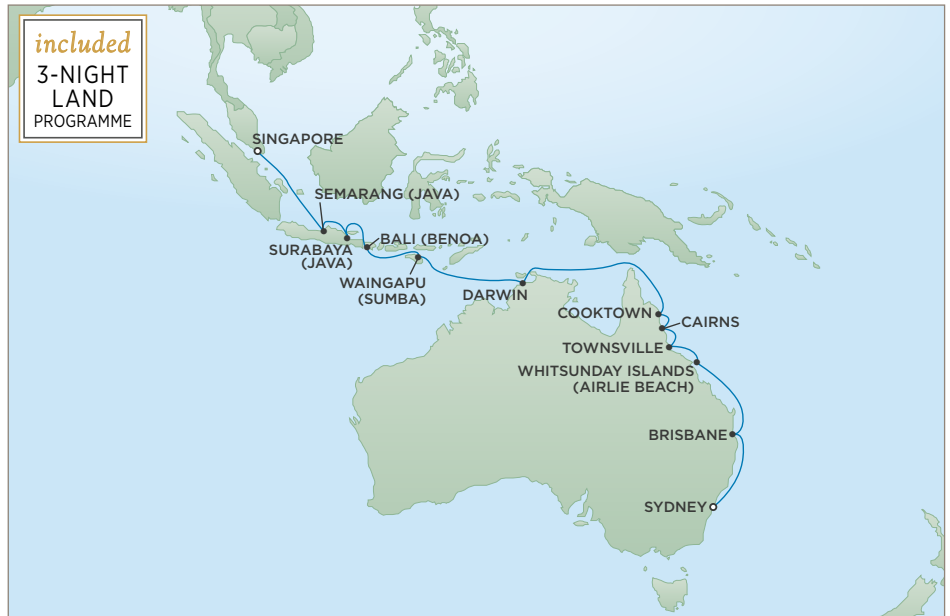 included
3-NIGHT
LAND
PROGRAMME
SINGAPORE
SEMARANG (JAVA)
SURABAYA
(JAVA)
BALI (BENOA)
WAINGAPU
(SUMBA)
DARWIN
COOKTOWN
CAIRNS
TOWNSVILLE
WHITSUNDAY ISLANDS
(AIRLIE BEACH)
BRISBANE
SYDNEY